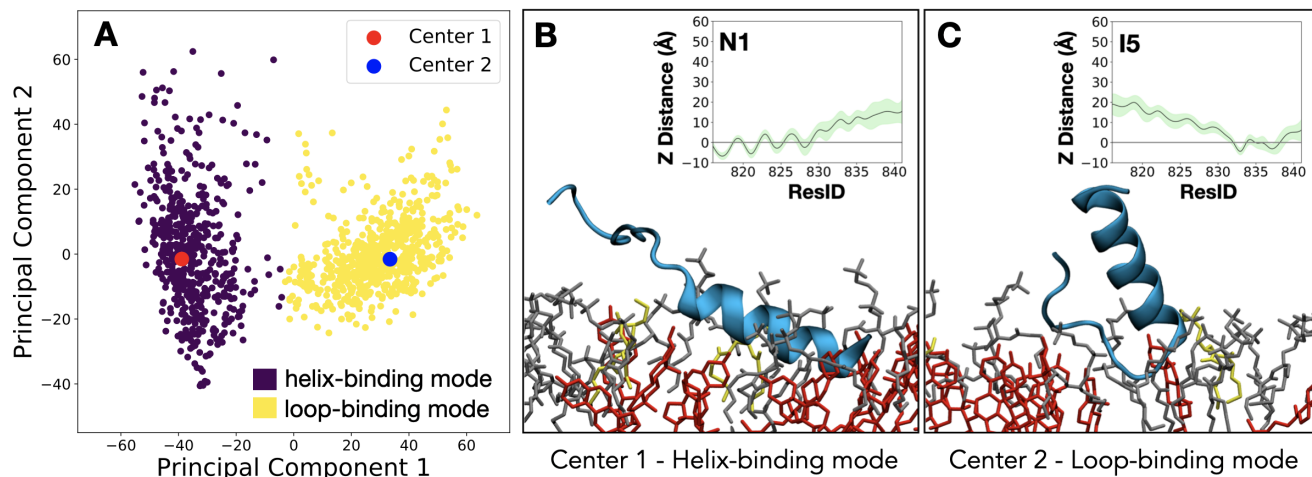 A
Center 1
Center 2
60
40
20
0
−20
−40
Principal Component 2
helix-binding mode
loop-binding mode
−60
−40
−20
0
20
40
60
Principal Component 1
B
N1
Z Distance (Å)
60
50
40
30
20
10
0
−10
820
825
830
835
840
ResID
Center 1 - Helix-binding mode
C
I5
Z Distance (Å)
60
50
40
30
20
10
0
−10
820
825
830
835
840
ResID
Center 2 - Loop-binding mode